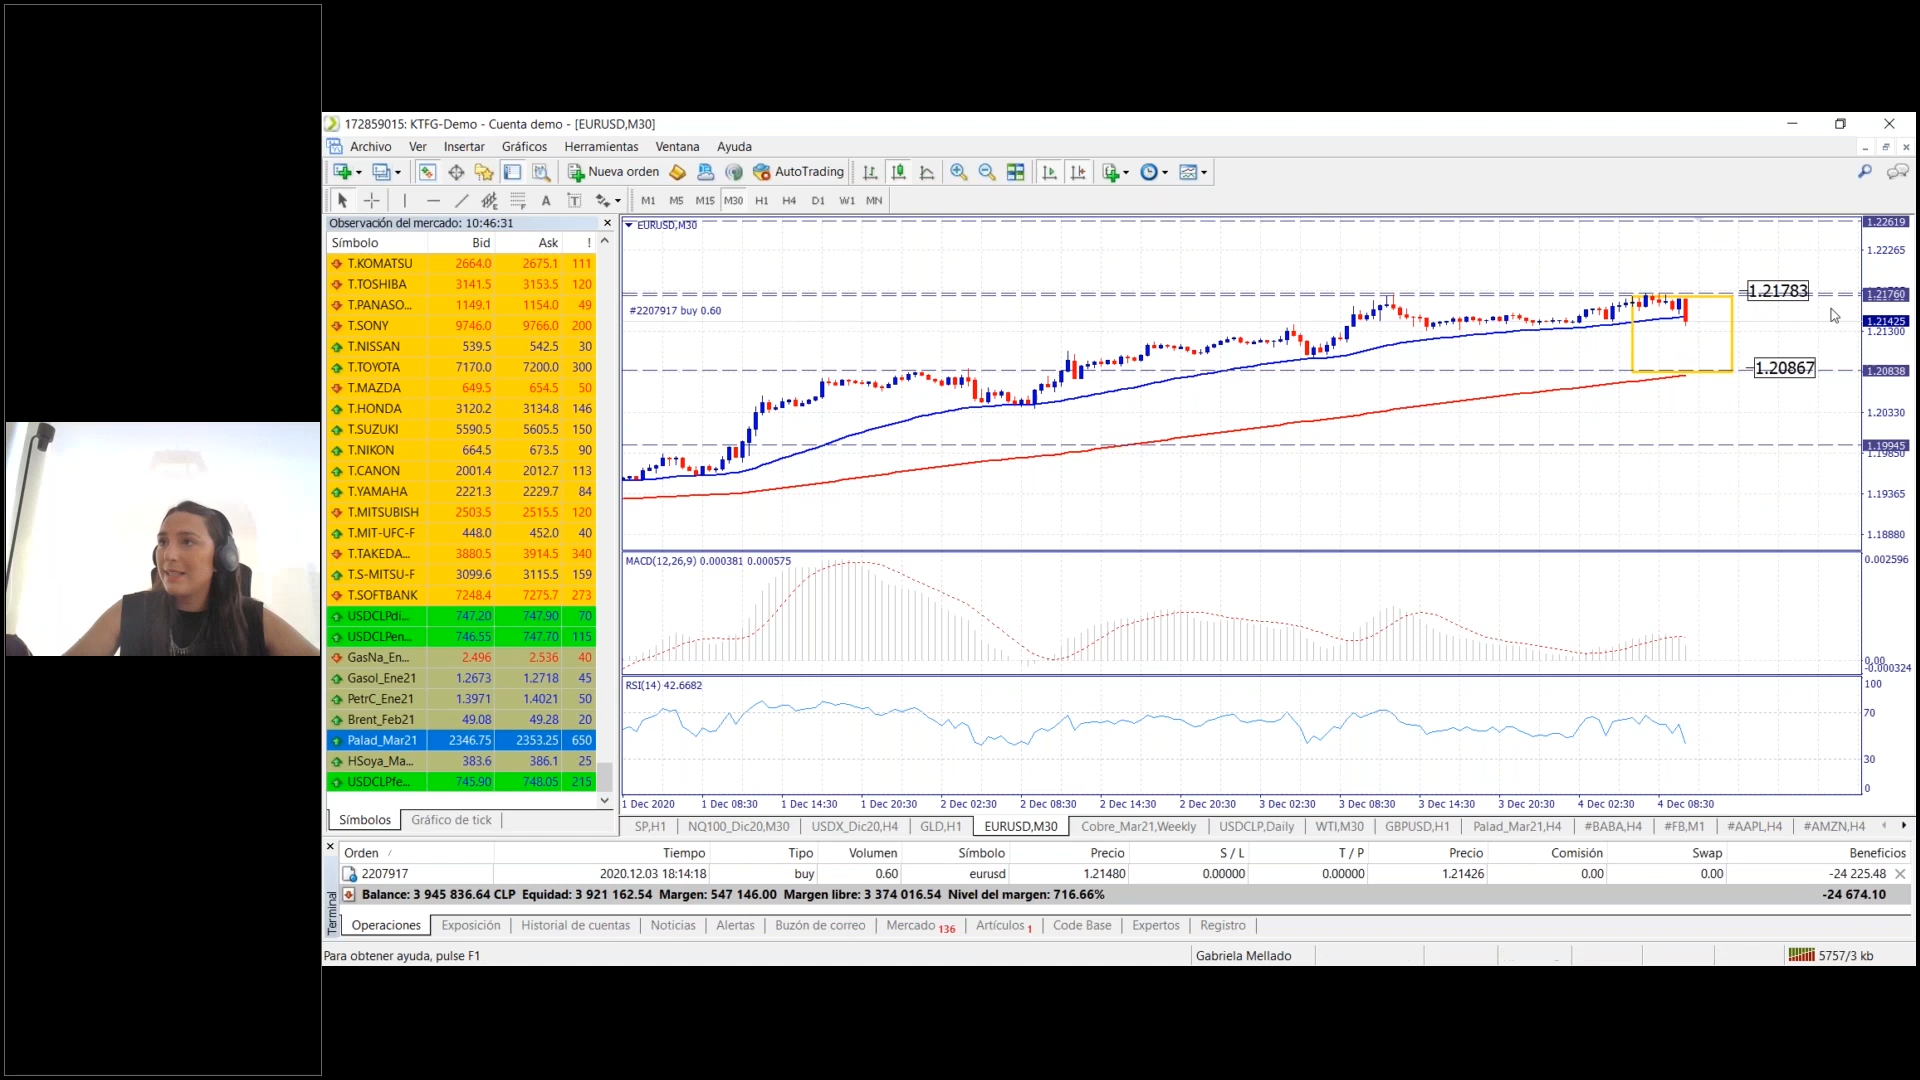 172859015: KTFG-Demo - Cuenta demo - [EURUSD,M30]
Archivo Ver Insertar Gráficos Herramientas Ventana Ayuda
Nueva orden AutoTrading
A T M1 M5 M15 M30 H1 H4 D1 W1 MN
Observación del mercado: 10:46:31
Símbolo Bid Ask !
T.KOMATSU 2664.0 2675.1 111
T.TOSHIBA 3141.5 3153.5 120
T.PANASO... 1149.1 1154.0 49
T.SONY 9746.0 9766.0 200
T.NISSAN 539.5 542.5 30
T.TOYOTA 7170.0 7200.0 300
T.MAZDA 649.5 654.5 50
T.HONDA 3120.2 3134.8 146
T.SUZUKI 5590.5 5605.5 150
T.NIKON 664.5 673.5 90
T.CANON 2001.4 2012.7 113
T.YAMAHA 2221.3 2229.7 84
T.MITSUBISH 2503.5 2515.5 120
T.MIT-UFC-F 448.0 452.0 40
T.TAKEDA... 3880.5 3914.5 340
T.S-MITSU-F 3099.6 3115.5 159
T.SOFTBANK 7248.4 7275.7 273
USDCLPdi... 747.20 747.90 70
USDCLPen... 746.55 747.70 115
GasNa_En... 2.496 2.536 40
Gasol_Ene21 1.2673 1.2718 45
PetrC_Ene21 1.3971 1.4021 50
Brent_Feb21 49.08 49.28 20
Palad_Mar21 2346.75 2353.25 650
HSoya_Ma... 383.6 386.1 25
USDCLPfe... 745.90 748.05 215
Símbolos Gráfico de tick
EURUSD,M30
#2207917 buy 0.60
1.21783
1.20867
1.22619
1.22265
1.21760
1.21425
1.21300
1.20838
1.20330
1.19945
1.19850
1.19365
1.18880
MACD(12,26,9) 0.000381 0.000575
0.002596
0.00
-0.000324
RSI(14) 42.6682
100
70
30
0
1 Dec 2020 1 Dec 08:30 1 Dec 14:30 1 Dec 20:30 2 Dec 02:30 2 Dec 08:30 2 Dec 14:30 2 Dec 20:30 3 Dec 02:30 3 Dec 08:30 3 Dec 14:30 3 Dec 20:30 4 Dec 02:30 4 Dec 08:30
SP,H1 NQ100_Dic20,M30 USDX_Dic20,H4 GLD,H1 EURUSD,M30 Cobre_Mar21,Weekly USDCLP,Daily WTI,M30 GBPUSD,H1 Palad_Mar21,H4 #BABA,H4 #FB,M1 #AAPL,H4 #AMZN,H4
Orden Tiempo Tipo Volumen Símbolo Precio S / L T / P Precio Comisión Swap Beneficios
2207917 2020.12.03 18:14:18 buy 0.60 eurusd 1.21480 0.00000 0.00000 1.21426 0.00 0.00 -24 225.48
Balance: 3 945 836.64 CLP Equidad: 3 921 162.54 Margen: 547 146.00 Margen libre: 3 374 016.54 Nivel del margen: 716.66% -24 674.10
Terminal
Operaciones Exposición Historial de cuentas Noticias Alertas Buzón de correo Mercado 136 Artículos 1 Code Base Expertos Registro
Para obtener ayuda, pulse F1 Gabriela Mellado 5757/3 kb